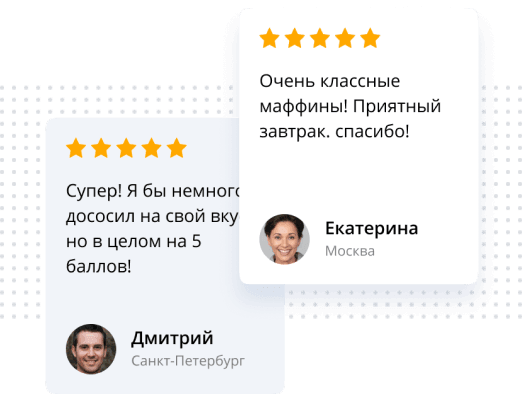 Очень классные
маффины! Приятный
завтрак. спасибо!
Екатерина
Москва
Супер! Я бы немного
дососил на свой
но в целом на 5
баллов!
Дмитрий
Санкт-Петербург